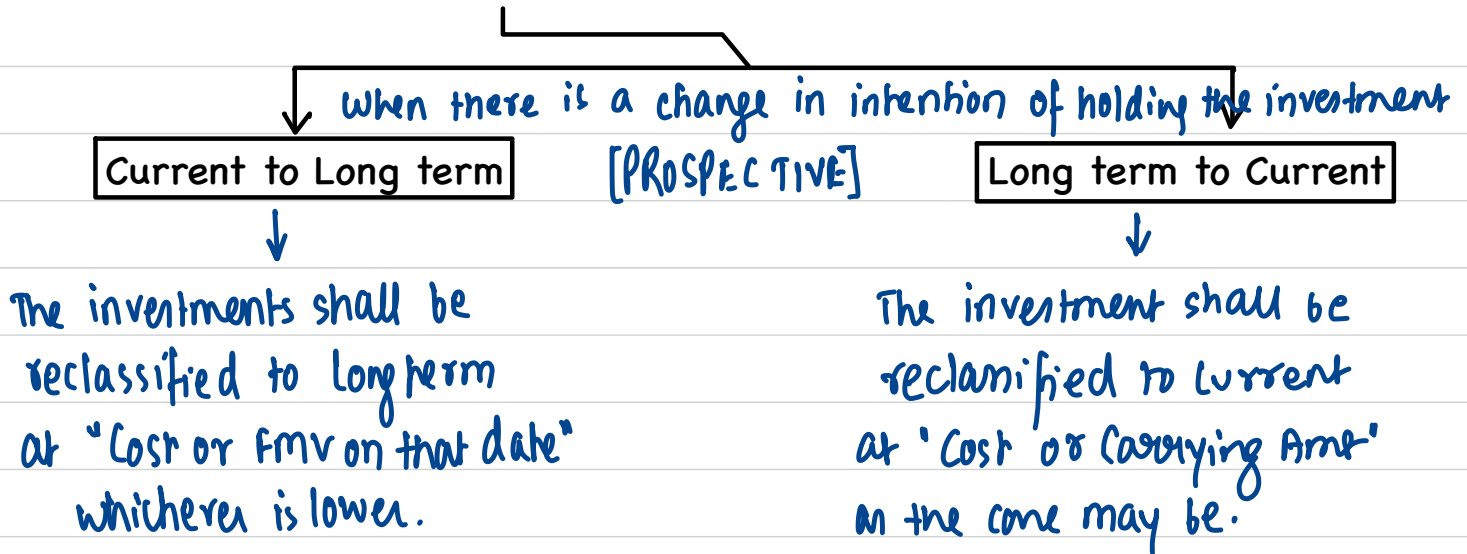 when there is a change in intention of holding the investment
Current to Long term
[PROSPECTIVE]
Long term to Current
The investments shall be
reclassified to Long term
at "Cost or FMV on that date"
whichever is lower.
The investment shall be
reclassified to Current
at "Cost or Carrying Amt"
as the case may be.